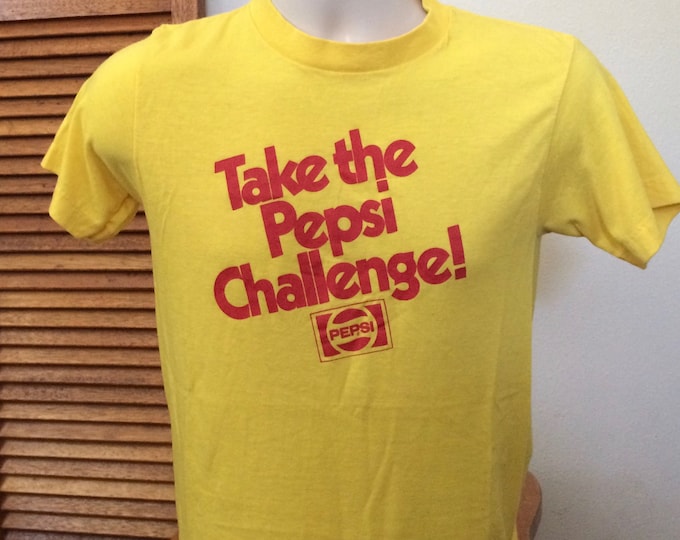 Take the
Pepsi
Challenge!
PEPSI